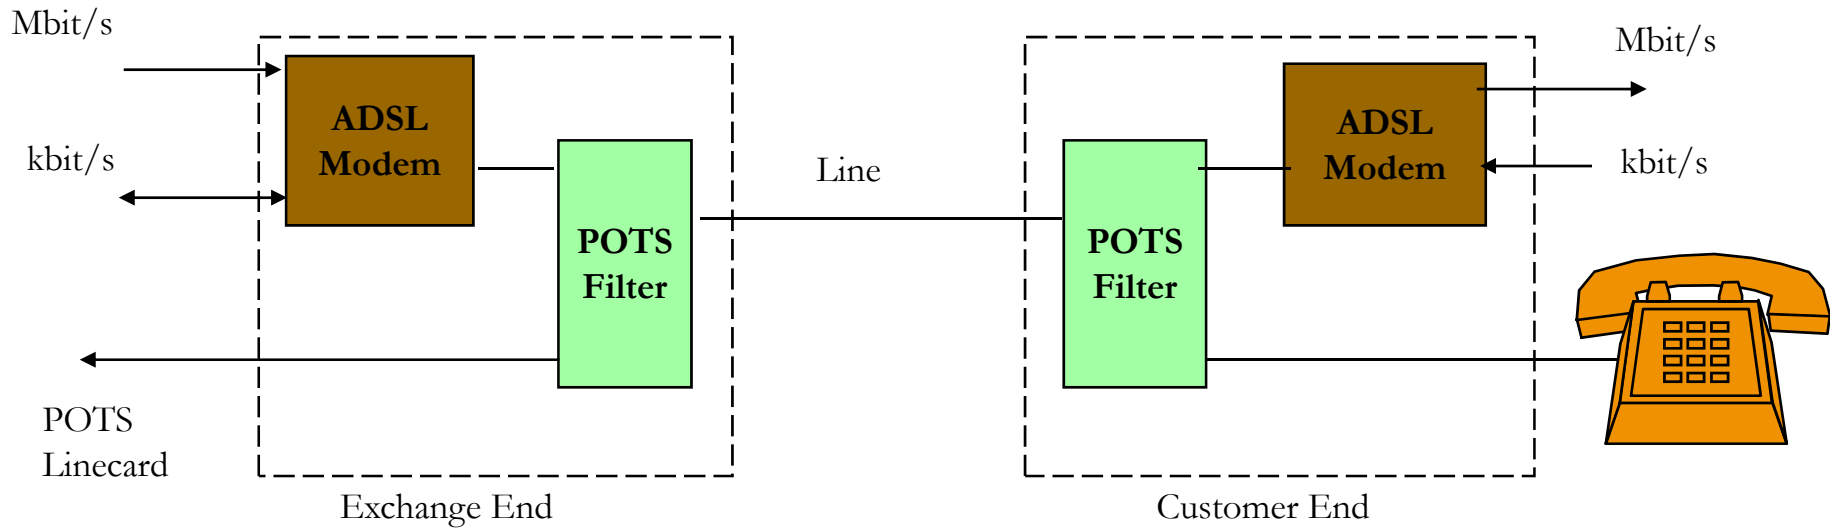 Mbit/s
kbit/s
POTS
Linecard
ADSL
Modem
POTS
Filter
Exchange End
Line
POTS
Filter
ADSL
Modem
Customer End
Mbit/s
kbit/s